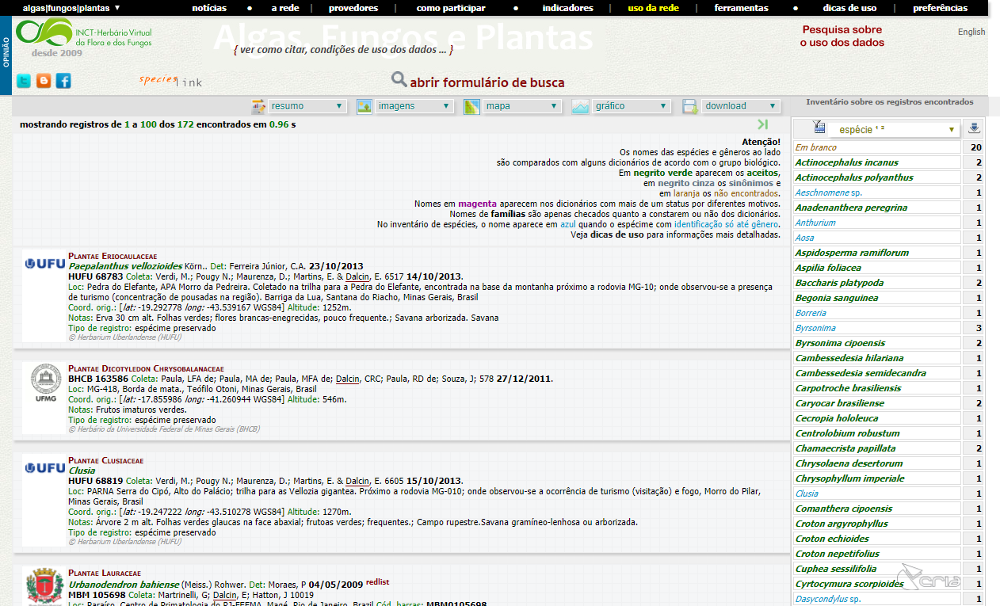 algas|fungos|plantas ▼ notícias • a rede | provedores | como participar • indicadores | uso da rede | ferramentas • dicas de uso | preferências
OPINIÃO
INCT-Herbário Virtual
da Flora e dos Fungos
desde 2009
Algas, Fungos e Plantas
{ ver como citar, condições de uso dos dados ... }
Pesquisa sobre
o uso dos dados
English
species link
abrir formulário de busca
resumo ▼ imagens ▼ mapa ▼ gráfico ▼ download ▼
Inventário sobre os registros encontrados
mostrando registros de 1 a 100 dos 172 encontrados em 0.96 s
Atenção!
Os nomes das espécies e gêneros ao lado
são comparados com alguns dicionários de acordo com o grupo biológico.
Em negrito verde aparecem os aceitos,
em negrito cinza os sinônimos e
em laranja os não encontrados.
Nomes em magenta aparecem nos dicionários com mais de um status por diferentes motivos.
Nomes de famílias são apenas checados quanto a constarem ou não dos dicionários.
No inventário de espécies, o nome aparece em azul quando o espécime com identificação só até gênero.
Veja dicas de uso para informações mais detalhadas.
UFU
Plantae Eriocaulaceae
Paepalanthus vellozioides Körn.. Det: Ferreira Júnior, C.A. 23/10/2013
HUFU 68783 Coleta: Verdi, M.; Pougy N.; Maurenza, D.; Martins, E. & Dalcin, E. 6517 14/10/2013.
Loc: Pedra do Elefante, APA Morro da Pedreira. Coletado na trilha para a Pedra do Elefante, encontrada na base da montanha próximo a rodovia MG-10; onde observou-se a presença
de turismo (concentração de pousadas na região). Barriga da Lua, Santana do Riacho, Minas Gerais, Brasil
Coord. orig.: [lat: -19.292778 long: -43.539167 WGS84] Altitude: 1252m.
Notas: Erva 30 cm alt. Folhas verdes; flores brancas-enegrecidas, pouco frequente.; Savana arborizada. Savana
Tipo de registro: espécime preservado
© Herbarium Uberlandense (HUFU)
UFMG
Plantae Dicotyledon Chrysobalanaceae
BHCB 163586 Coleta: Paula, LFA de; Paula, MA de; Paula, MFA de; Dalcin, CRC; Paula, RD de; Souza, J; 578 27/12/2011.
Loc: MG-418, Borda de mata., Teófilo Otoni, Minas Gerais, Brasil
Coord. orig.: [lat: -17.855986 long: -41.260944 WGS84] Altitude: 546m.
Notas: Frutos imaturos verdes.
Tipo de registro: espécime preservado
© Herbário da Universidade Federal de Minas Gerais (BHCB)
UFU
Plantae Clusiaceae
Clusia
HUFU 68819 Coleta: Verdi, M.; Pougy N.; Maurenza, D.; Martins, E. & Dalcin, E. 6605 15/10/2013.
Loc: PARNA Serra do Cipó, Alto do Palácio; trilha para as Vellozia gigantea. Próximo a rodovia MG-010; onde observou-se a ocorrência de turismo (visitação) e fogo, Morro do Pilar,
Minas Gerais, Brasil
Coord. orig.: [lat: -19.247222 long: -43.510278 WGS84] Altitude: 1270m.
Notas: Árvore 2 m alt. Folhas verdes glaucas na face abaxial; frutoas verdes; frequentes.; Campo rupestre.Savana gramíneo-lenhosa ou arborizada.
Tipo de registro: espécime preservado
© Herbarium Uberlandense (HUFU)
Plantae Lauraceae
Urbanodendron bahiense (Meiss.) Rohwer. Det: Moraes, P 04/05/2009 redlist
MBM 105698 Coleta: Martrinelli, G; Dalcin, E; Hatton, J 10019
Loc: Paraíso, Centro de Primatologia do RJ-FEEMA, Magé, Rio de Janeiro, Brasil Cód. barras: MBM0105698
espécie ¹ ² ▼
Em branco 20
Actinocephalus incanus 2
Actinocephalus polyanthus 2
Aeschnomene sp. 1
Anadenanthera peregrina 1
Anthurium 1
Aosa 1
Aspidosperma ramiflorum 1
Aspilia foliacea 1
Baccharis platypoda 2
Begonia sanguinea 1
Borreria 1
Byrsonima 3
Byrsonima cipoensis 2
Cambessedesia hilariana 1
Cambessedesia semidecandra 1
Carpotroche brasiliensis 1
Caryocar brasiliense 2
Cecropia hololeuca 1
Centrolobium robustum 1
Chamaecrista papillata 2
Chrysolaena desertorum 1
Chrysophyllum imperiale 1
Clusia 1
Comanthera cipoensis 1
Croton argyrophyllus 1
Croton echioides 1
Croton nepetifolius 1
Cuphea sessilifolia 1
Cyrtocymura scorpioides 1
Dasycondylus sp. 1
cria